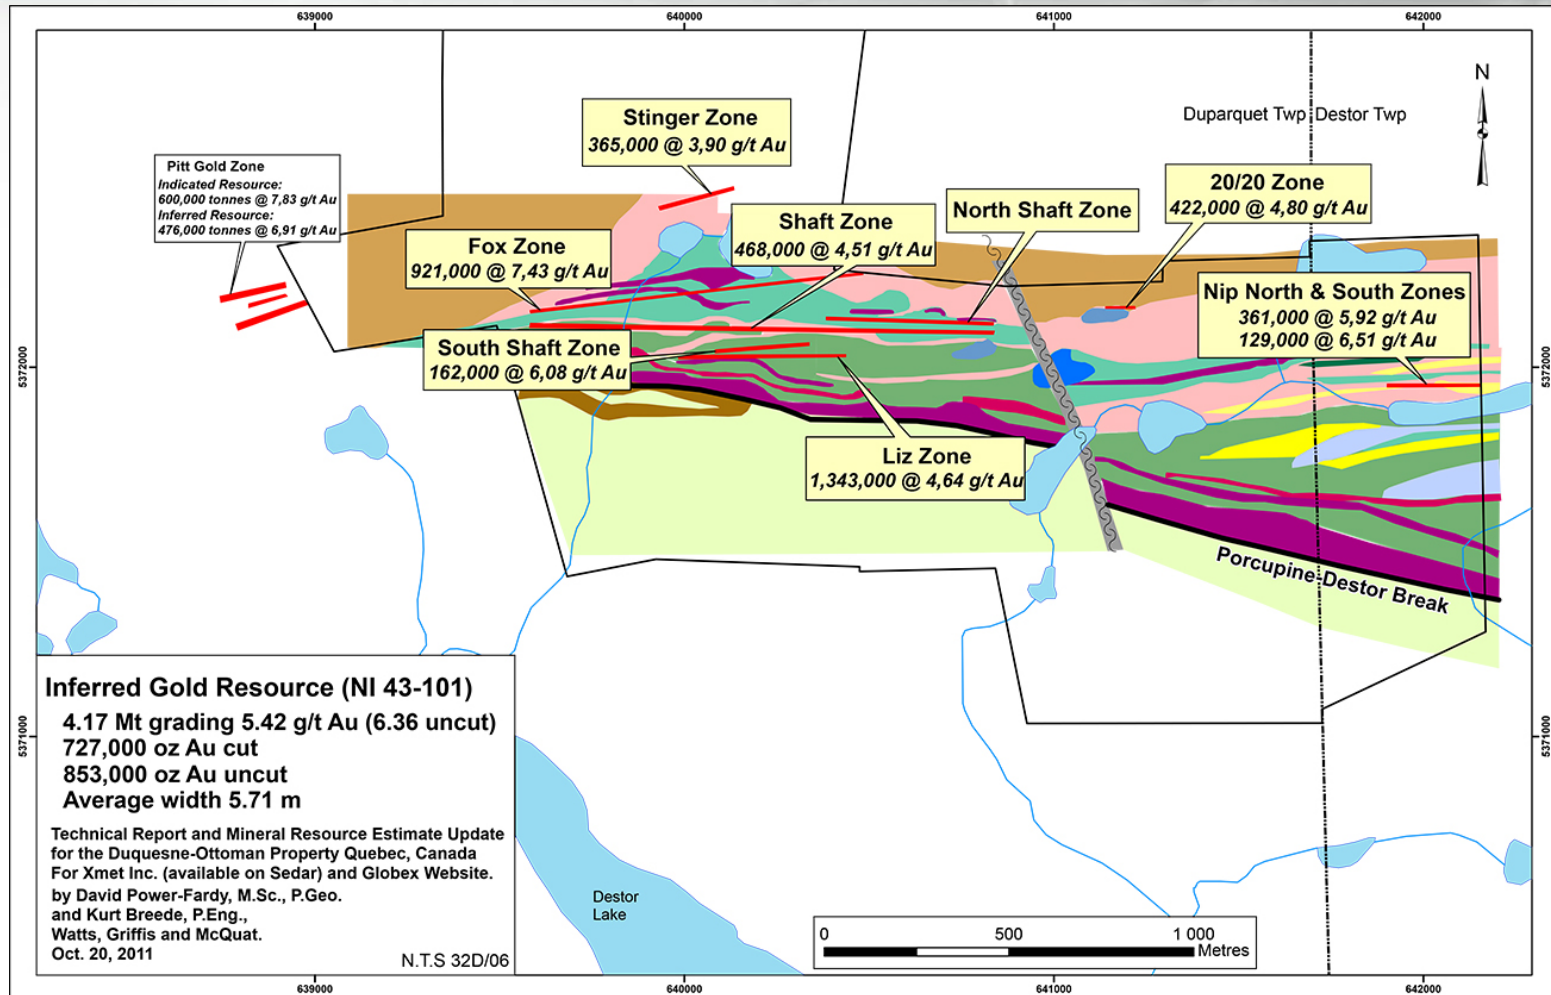 639000
640000
641000
642000
N
Duparquet Twp
Destor Twp
Stinger Zone
365,000 @ 3,90 g/t Au
Pitt Gold Zone
Indicated Resource:
600,000 tonnes @ 7,83 g/t Au
Inferred Resource:
476,000 tonnes @ 6,91 g/t Au
20/20 Zone
422,000 @ 4,80 g/t Au
North Shaft Zone
Shaft Zone
468,000 @ 4,51 g/t Au
Fox Zone
921,000 @ 7,43 g/t Au
Nip North & South Zones
361,000 @ 5,92 g/t Au
129,000 @ 6,51 g/t Au
South Shaft Zone
162,000 @ 6,08 g/t Au
5372000
5372000
Liz Zone
1,343,000 @ 4,64 g/t Au
Porcupine-Destor Break
Inferred Gold Resource (NI 43-101)
4.17 Mt grading 5.42 g/t Au (6.36 uncut)
727,000 oz Au cut
853,000 oz Au uncut
Average width 5.71 m
5371000
5371000
Technical Report and Mineral Resource Estimate Update
for the Duquesne-Ottoman Property Quebec, Canada
For Xmet Inc. (available on Sedar) and Globex Website.
by David Power-Fardy, M.Sc., P.Geo.
and Kurt Breede, P.Eng.,
Watts, Griffis and McQuat.
Oct. 20, 2011
N.T.S 32D/06
Destor
Lake
0
500
1 000
Metres
639000
640000
641000
642000